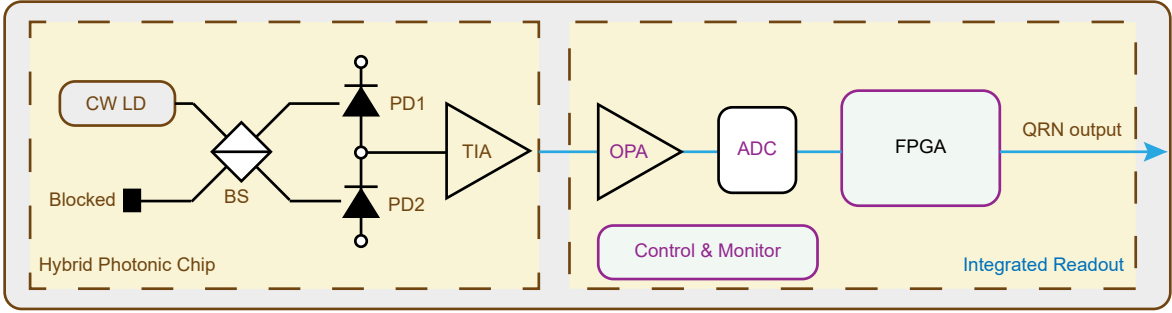 CW LD
PD1
TIA
OPA
ADC
FPGA
QRN output
Blocked
BS
PD2
Control & Monitor
Hybrid Photonic Chip
Integrated Readout